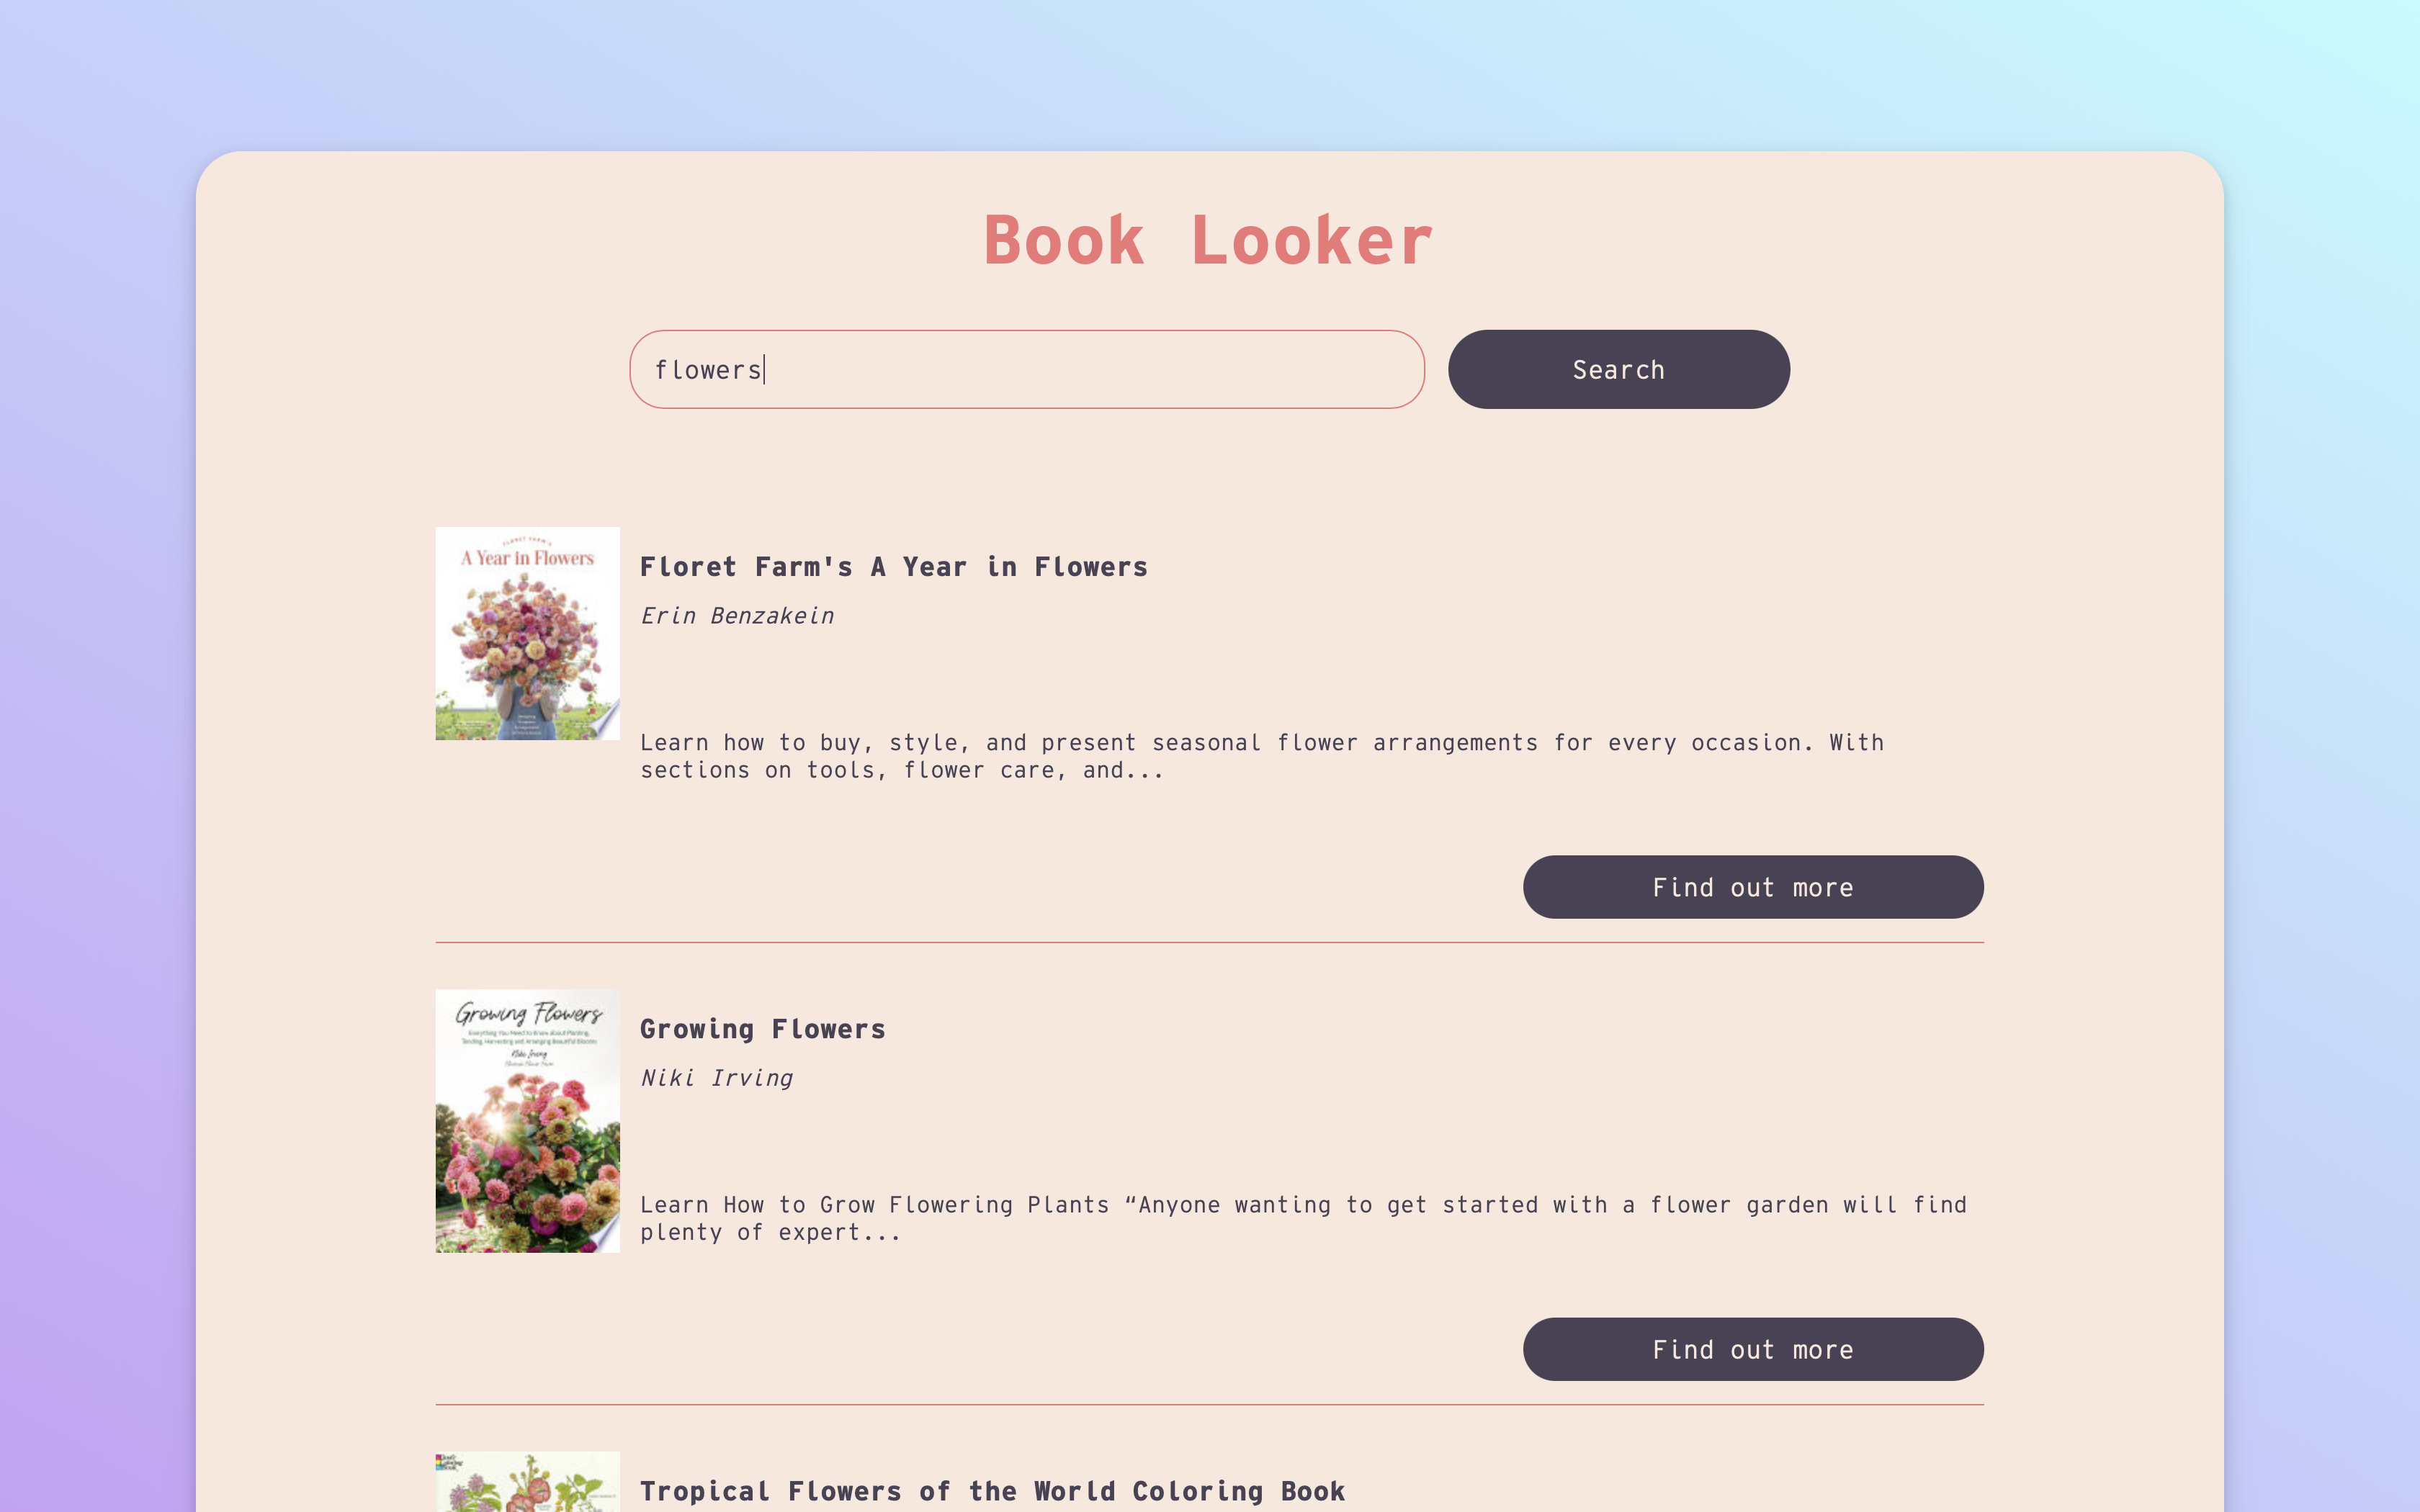 Book Looker
flowers
Search
FLORET FARM'S
A Year in Flowers
Floret Farm's A Year in Flowers
Erin Benzakein
Learn how to buy, style, and present seasonal flower arrangements for every occasion. With
sections on tools, flower care, and...
Find out more
Growing Flowers
Everything You Need to Know about Planting,
Tending, Harvesting and Arranging Beautiful Blooms
Niki Irving
Growing Flowers
Niki Irving
Learn How to Grow Flowering Plants “Anyone wanting to get started with a flower garden will find
plenty of expert...
Find out more
Tropical Flowers of the World Coloring Book